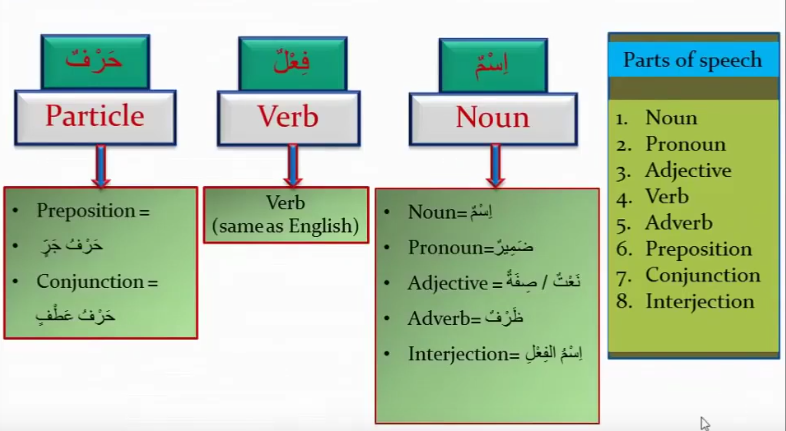 حَرْفٌ
Particle
Preposition =
حَرْفُ جَرٍّ
Conjunction =
حَرْفُ عَطْفٍ
فِعْلٌ
Verb
Verb
(same as English)
اِسْمٌ
Noun
Noun= اِسْمٌ
Pronoun= ضَمِيرٌ
Adjective = نَعْتٌ / صِفَةٌ
Adverb= ظَرْفٌ
Interjection= اِسْمُ الْفِعْلِ
Parts of speech
1. Noun
2. Pronoun
3. Adjective
4. Verb
5. Adverb
6. Preposition
7. Conjunction
8. Interjection